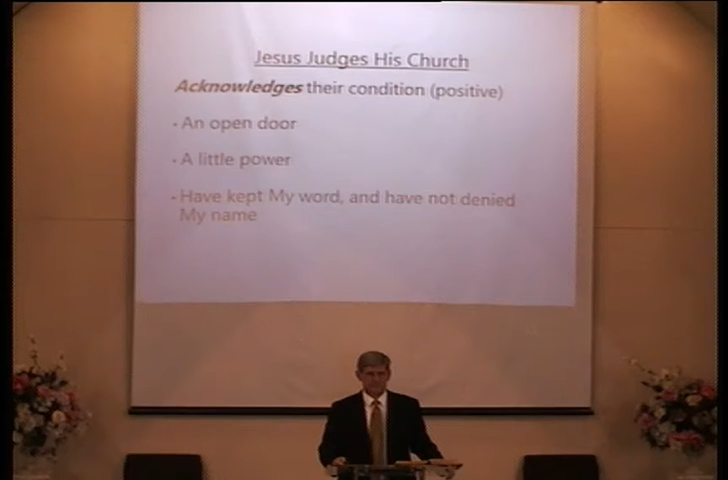 Jesus Judges His Church
Acknowledges their condition (positive)
- An open door
- A little power
- Have kept My word, and have not denied
My name